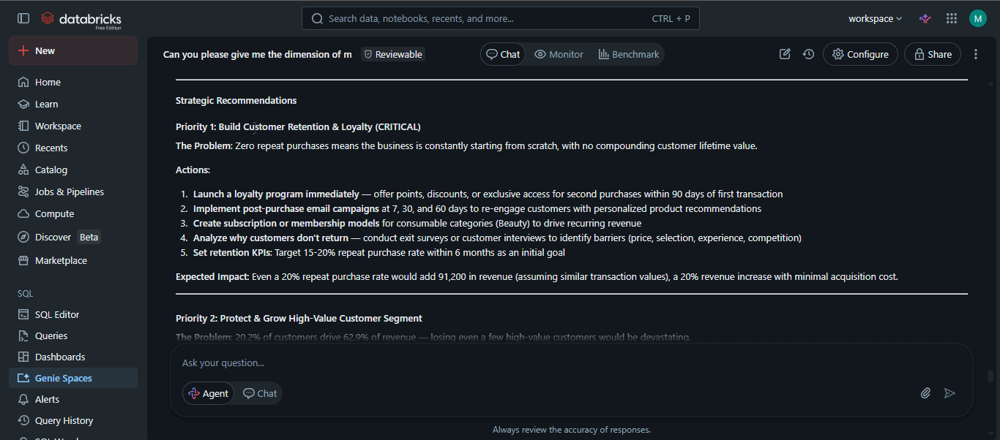 databricks
Free Edition
Search data, notebooks, recents, and more...
CTRL + P
workspace
M
New
Home
Learn
Workspace
Recents
Catalog
Jobs & Pipelines
Compute
Discover Beta
Marketplace
SQL
SQL Editor
Queries
Dashboards
Genie Spaces
Alerts
Query History
Can you please give me the dimension of m
Reviewable
Chat
Monitor
Benchmark
Configure
Share
Strategic Recommendations
Priority 1: Build Customer Retention & Loyalty (CRITICAL)
The Problem: Zero repeat purchases means the business is constantly starting from scratch, with no compounding customer lifetime value.
Actions:
1. Launch a loyalty program immediately — offer points, discounts, or exclusive access for second purchases within 90 days of first transaction
2. Implement post-purchase email campaigns at 7, 30, and 60 days to re-engage customers with personalized product recommendations
3. Create subscription or membership models for consumable categories (Beauty) to drive recurring revenue
4. Analyze why customers don't return — conduct exit surveys or customer interviews to identify barriers (price, selection, experience, competition)
5. Set retention KPIs: Target 15-20% repeat purchase rate within 6 months as an initial goal
Expected Impact: Even a 20% repeat purchase rate would add 91,200 in revenue (assuming similar transaction values), a 20% revenue increase with minimal acquisition cost.
Priority 2: Protect & Grow High-Value Customer Segment
The Problem: 20.2% of customers drive 62.9% of revenue — losing even a few high-value customers would be devastating.
Ask your question...
Agent
Chat
Always review the accuracy of responses.